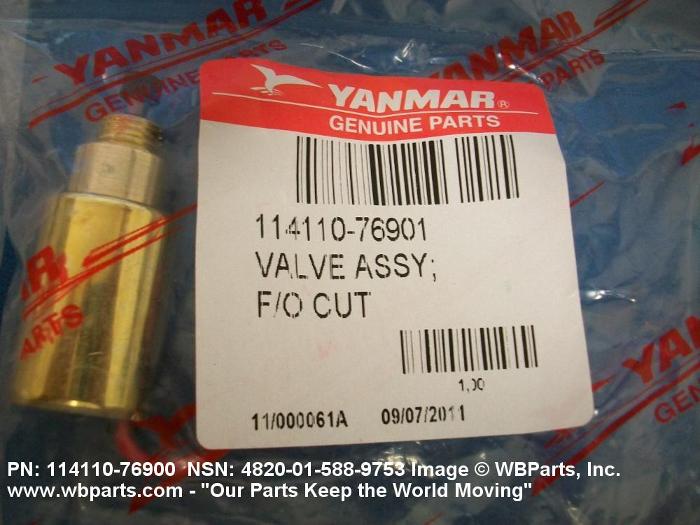 YANMAR
GENUINE PARTS
YANMAR
GENUINE PARTS
YANMAR®
GENUINE PARTS
114110-76901
VALVE ASSY;
F/O CUT
1,00
11/000061A 09/07/2011
PN: 114110-76900 NSN: 4820-01-588-9753 Image © WBParts, Inc.
www.wbparts.com - "Our Parts Keep the World Moving"